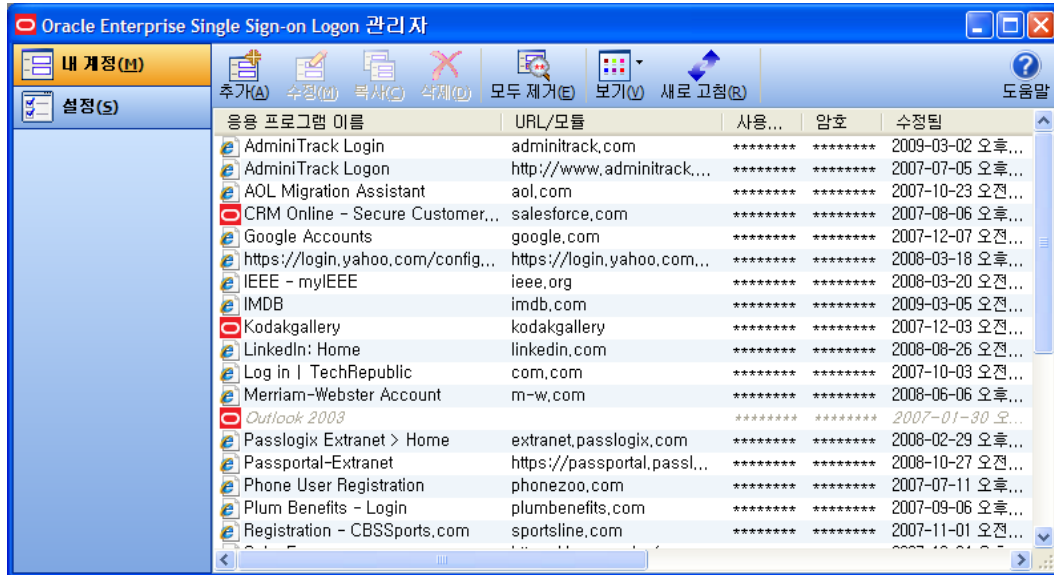 Oracle Enterprise Single Sign-on Logon 관리자
내 계정(M)
설정(S)
추가(A) 수정(M) 복사(C) 삭제(D) 모두 제거(E) 보기(V) 새로 고침(R) 도움말
응용 프로그램 이름 URL/모듈 사용... 암호 수정됨
AdminiTrack Login adminitrack.com ******** ******** 2009-03-02 오후...
AdminiTrack Logon http://www.adminitrack.... ******** ******** 2007-07-05 오후...
AOL Migration Assistant aol.com ******** ******** 2007-10-23 오전...
CRM Online - Secure Customer... salesforce.com ******** ******** 2007-08-06 오후...
Google Accounts google.com ******** ******** 2007-12-07 오전...
https://login.yahoo.com/config... https://login.yahoo.com... ******** ******** 2008-03-18 오후...
IEEE - myIEEE ieee.org ******** ******** 2008-03-20 오전...
IMDB imdb.com ******** ******** 2009-03-05 오전...
Kodakgallery kodakgallery ******** ******** 2007-12-03 오전...
LinkedIn: Home linkedin.com ******** ******** 2008-08-26 오전...
Log in | TechRepublic com.com ******** ******** 2007-10-03 오전...
Merriam-Webster Account m-w.com ******** ******** 2008-06-06 오후...
Outlook 2003 ******** ******** 2007-01-30 오...
Passlogix Extranet > Home extranet.passlogix.com ******** ******** 2008-02-29 오후...
Passportal-Extranet https://passportal.passl... ******** ******** 2008-10-27 오전...
Phone User Registration phonezoo.com ******** ******** 2007-07-11 오후...
Plum Benefits - Login plumbenefits.com ******** ******** 2007-09-06 오후...
Registration - CBSSports.com sportsline.com ******** ******** 2007-11-01 오전...